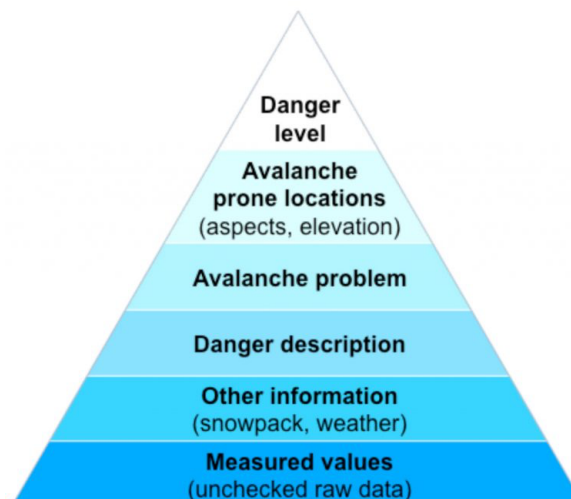 Danger
level
Avalanche
prone locations
(aspects, elevation)
Avalanche problem
Danger description
Other information
(snowpack, weather)
Measured values
(unchecked raw data)